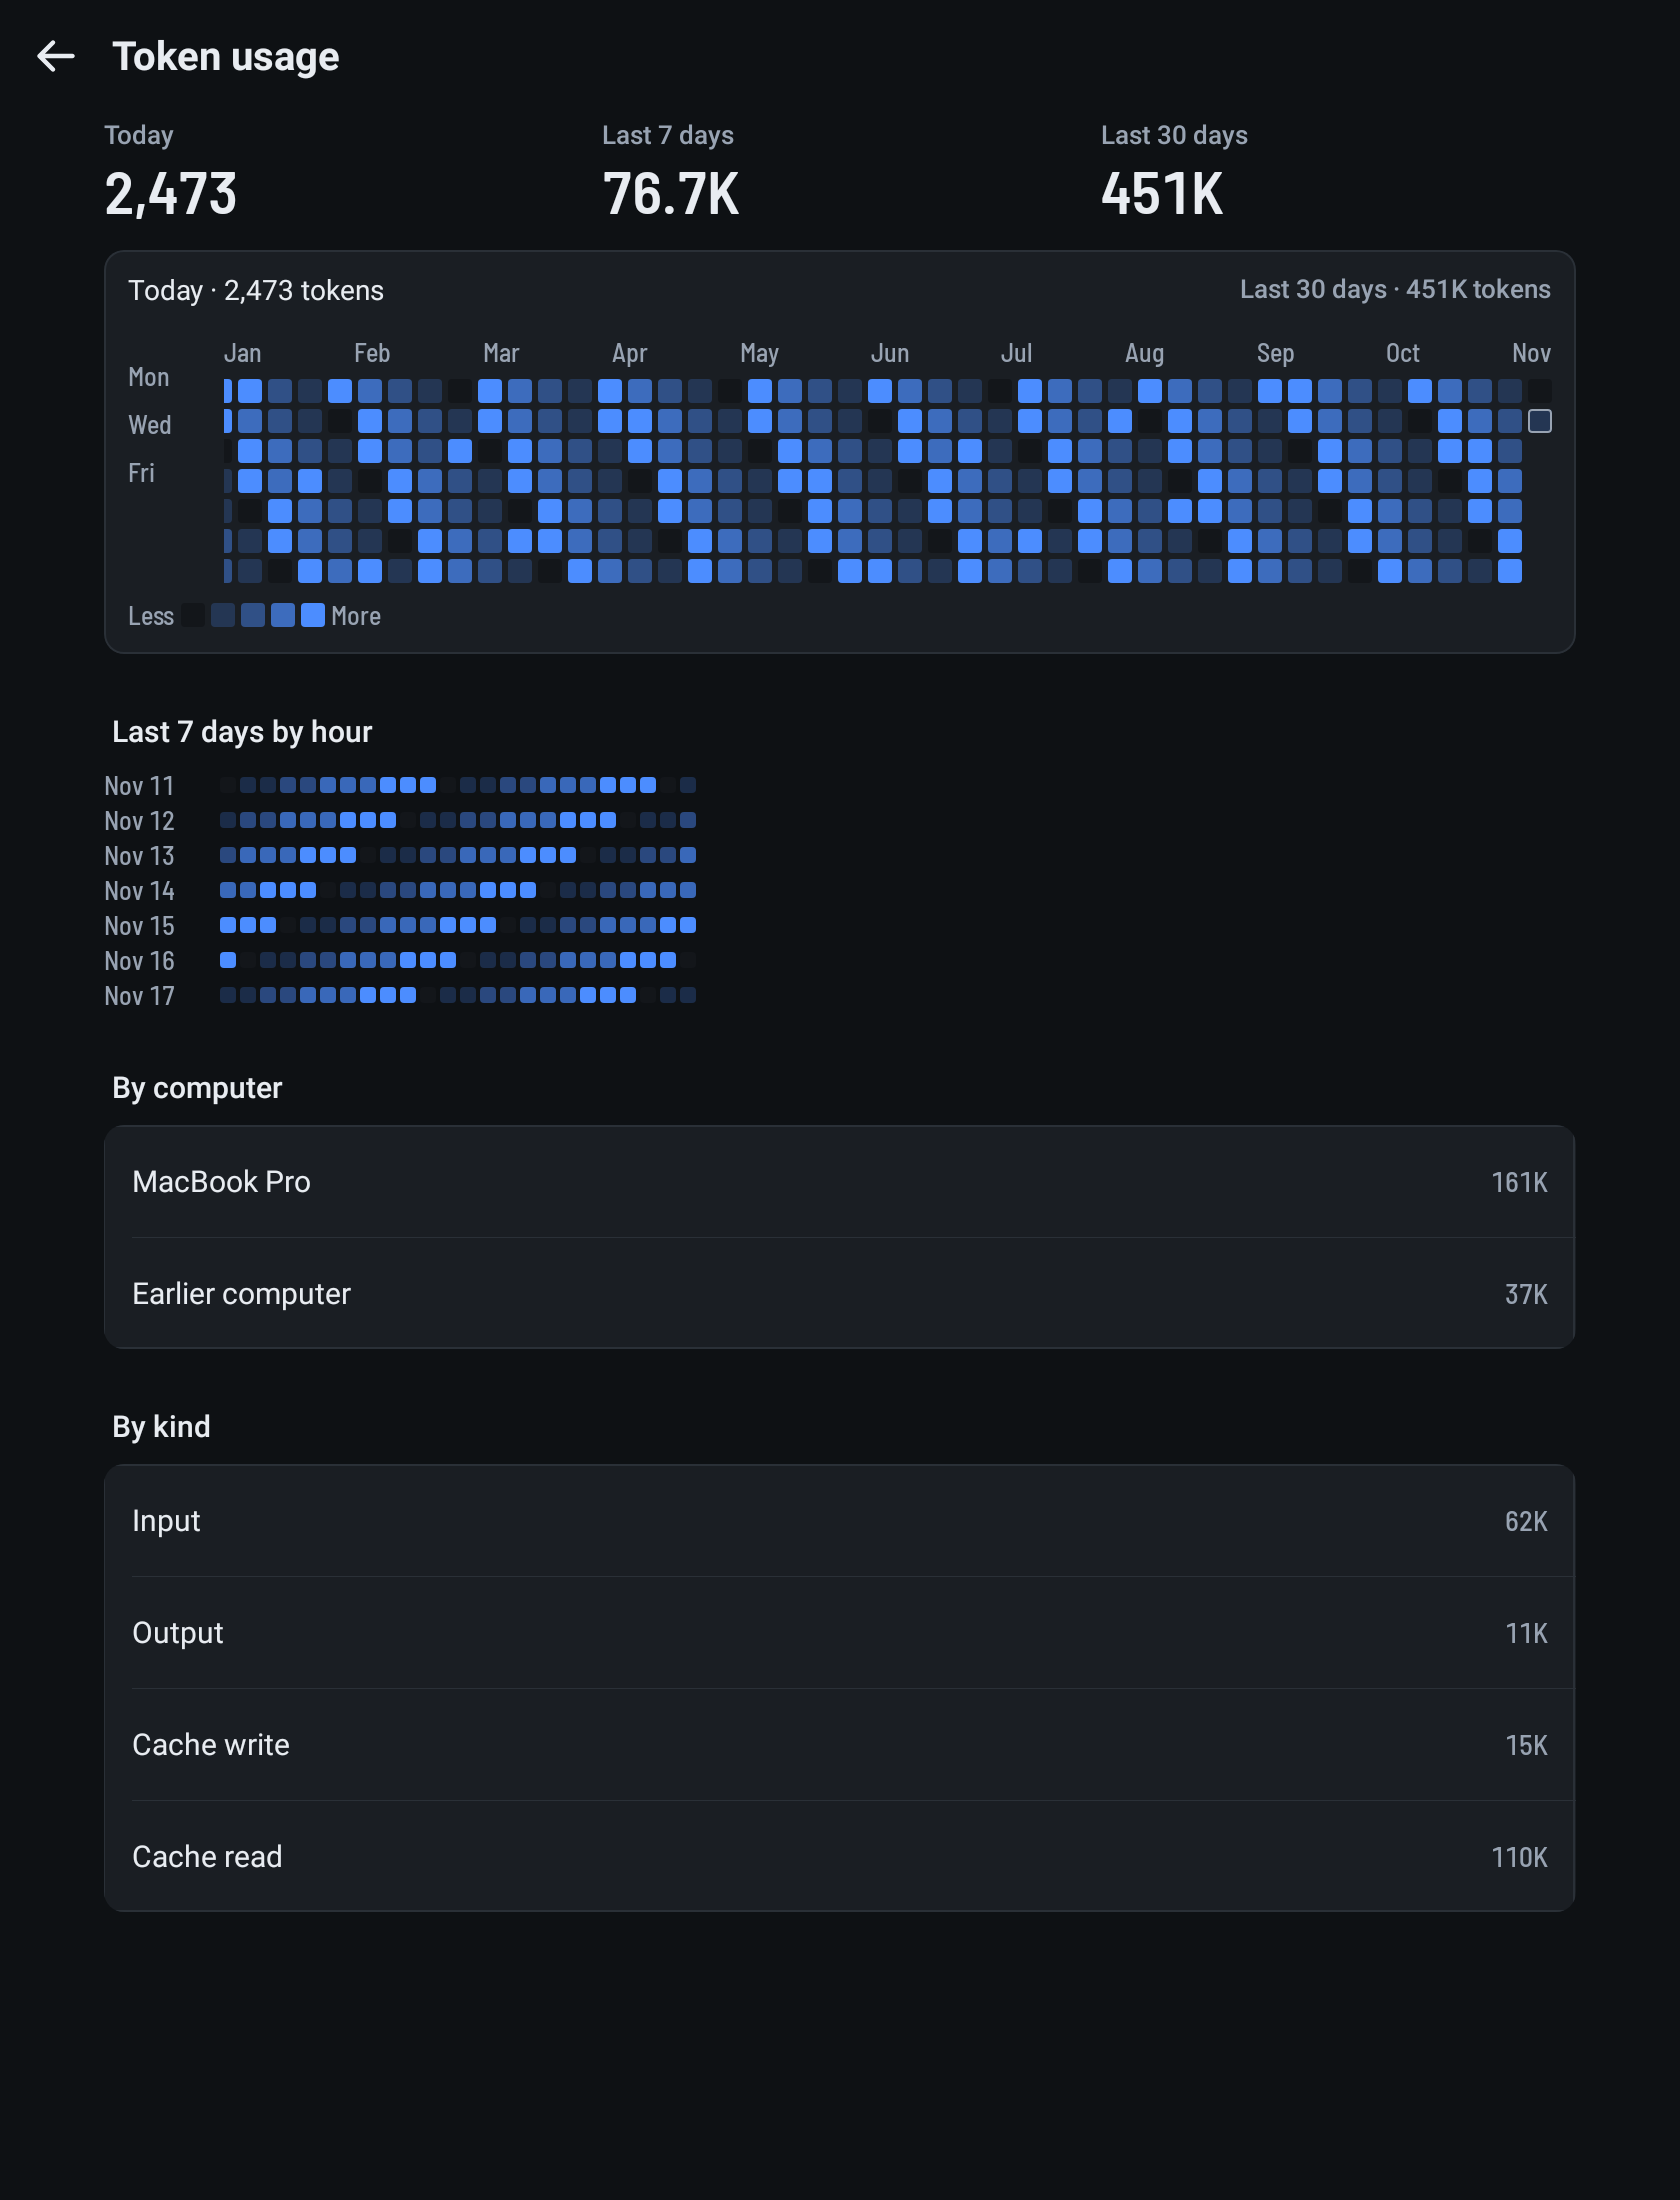 Token usage
Today
2,473
Last 7 days
76.7K
Last 30 days
451K
Today · 2,473 tokens
Last 30 days · 451K tokens
Jan Feb Mar Apr May Jun Jul Aug Sep Oct Nov
Mon
Wed
Fri
Less More
Last 7 days by hour
Nov 11
Nov 12
Nov 13
Nov 14
Nov 15
Nov 16
Nov 17
By computer
MacBook Pro 161K
Earlier computer 37K
By kind
Input 62K
Output 11K
Cache write 15K
Cache read 110K